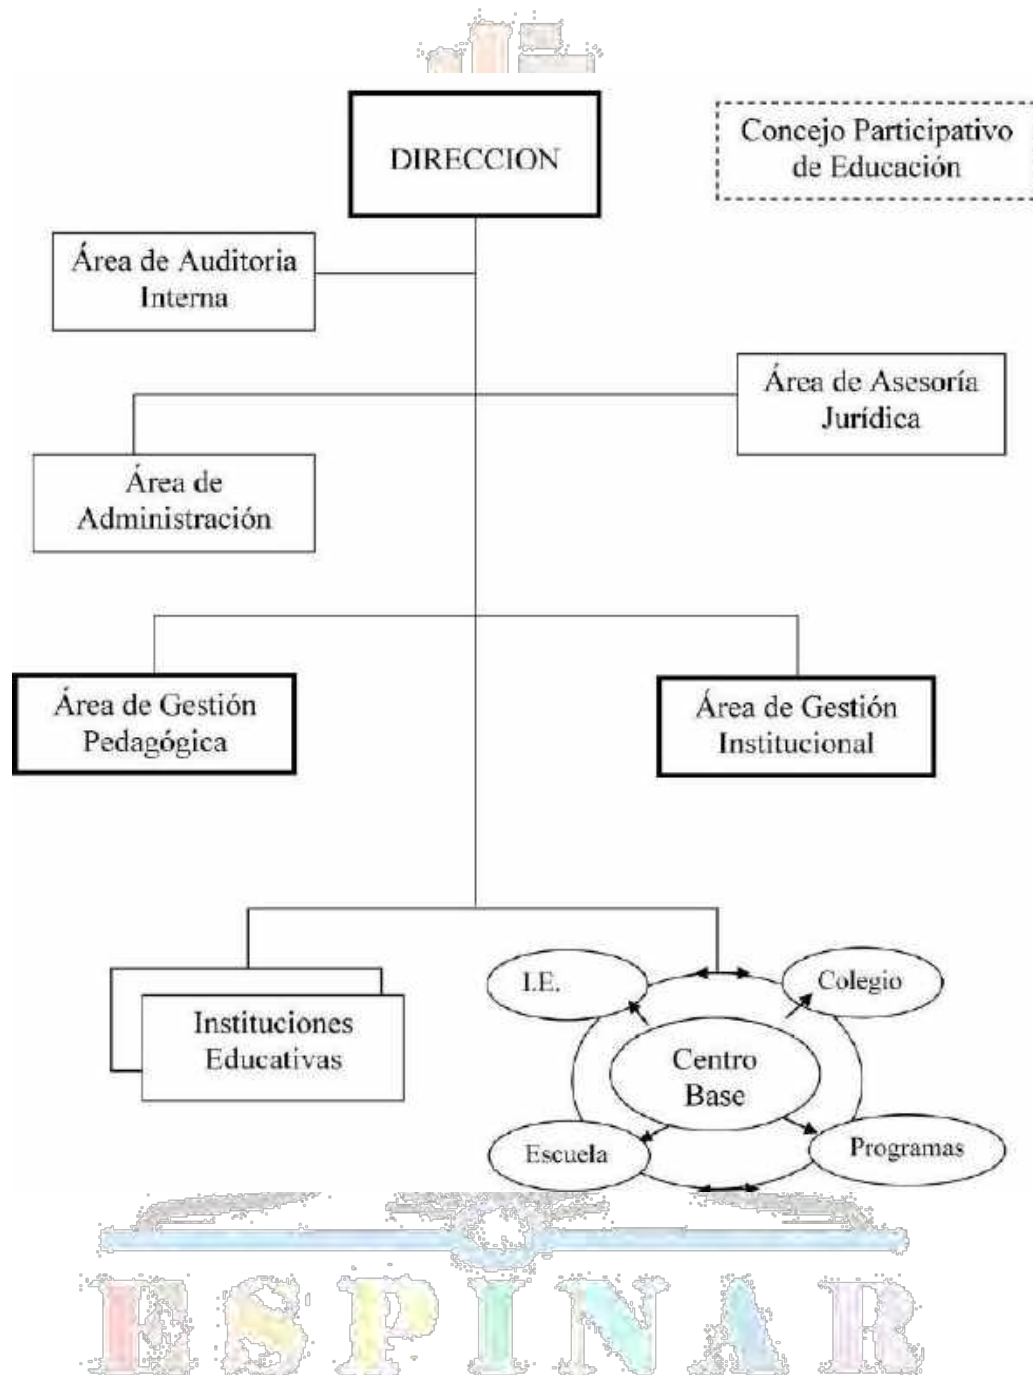 DIRECCION
Concejo Participativo
de Educación
Área de Auditoria
Interna
Área de Asesoría
Jurídica
Área de
Administración
Área de Gestión
Pedagógica
Área de Gestión
Institucional
I.E.
Colegio
Instituciones
Educativas
Centro
Base
Escuela
Programas
ESPINAR